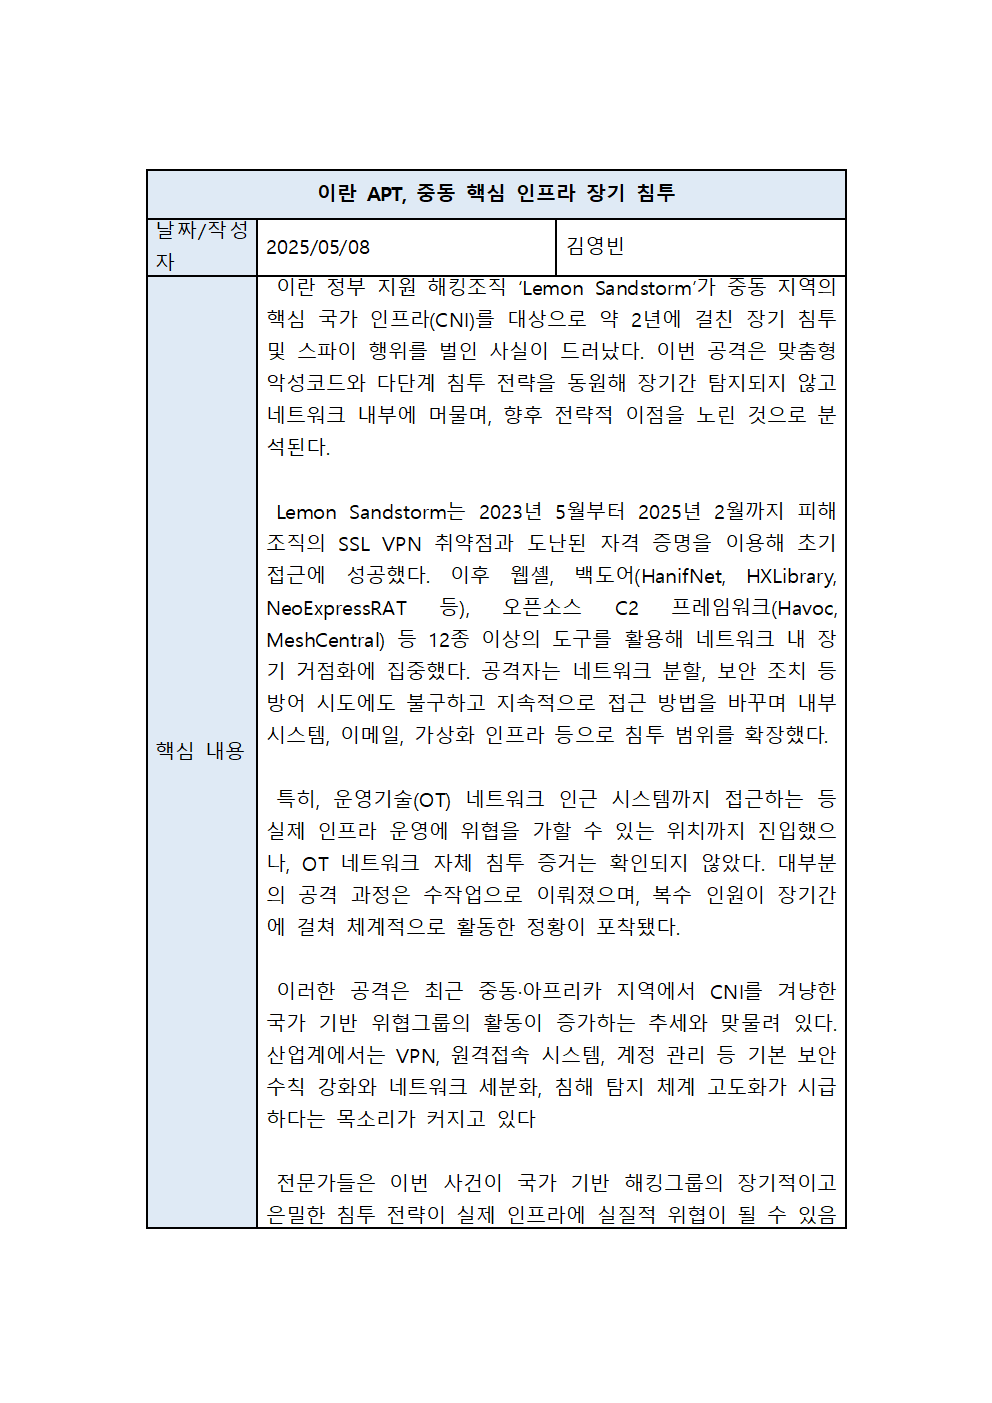 이란 APT, 중동 핵심 인프라 장기 침투
날짜/작성
자
2025/05/08
김영빈
이란 정부 지원 해킹조직 ‘Lemon Sandstorm’가 중동 지역의
핵심 국가 인프라(CNI)를 대상으로 약 2년에 걸친 장기 침투
및 스파이 행위를 벌인 사실이 드러났다. 이번 공격은 맞춤형
악성코드와 다단계 침투 전략을 동원해 장기간 탐지되지 않고
네트워크 내부에 머물며, 향후 전략적 이점을 노린 것으로 분
석된다.
Lemon Sandstorm는 2023년 5월부터 2025년 2월까지 피해
조직의 SSL VPN 취약점과 도난된 자격 증명을 이용해 초기
접근에 성공했다. 이후 웹셸, 백도어(HanifNet, HXLibrary,
NeoExpressRAT 등), 오픈소스 C2 프레임워크(Havoc,
MeshCentral) 등 12종 이상의 도구를 활용해 네트워크 내 장
기 거점화에 집중했다. 공격자는 네트워크 분할, 보안 조치 등
방어 시도에도 불구하고 지속적으로 접근 방법을 바꾸며 내부
시스템, 이메일, 가상화 인프라 등으로 침투 범위를 확장했다.
핵심 내용
특히, 운영기술(OT) 네트워크 인근 시스템까지 접근하는 등
실제 인프라 운영에 위협을 가할 수 있는 위치까지 진입했으
나, OT 네트워크 자체 침투 증거는 확인되지 않았다. 대부분
의 공격 과정은 수작업으로 이뤄졌으며, 복수 인원이 장기간
에 걸쳐 체계적으로 활동한 정황이 포착됐다.
이러한 공격은 최근 중동·아프리카 지역에서 CNI를 겨냥한
국가 기반 위협그룹의 활동이 증가하는 추세와 맞물려 있다.
산업계에서는 VPN, 원격접속 시스템, 계정 관리 등 기본 보안
수칙 강화와 네트워크 세분화, 침해 탐지 체계 고도화가 시급
하다는 목소리가 커지고 있다
전문가들은 이번 사건이 국가 기반 해킹그룹의 장기적이고
은밀한 침투 전략이 실제 인프라에 실질적 위협이 될 수 있음